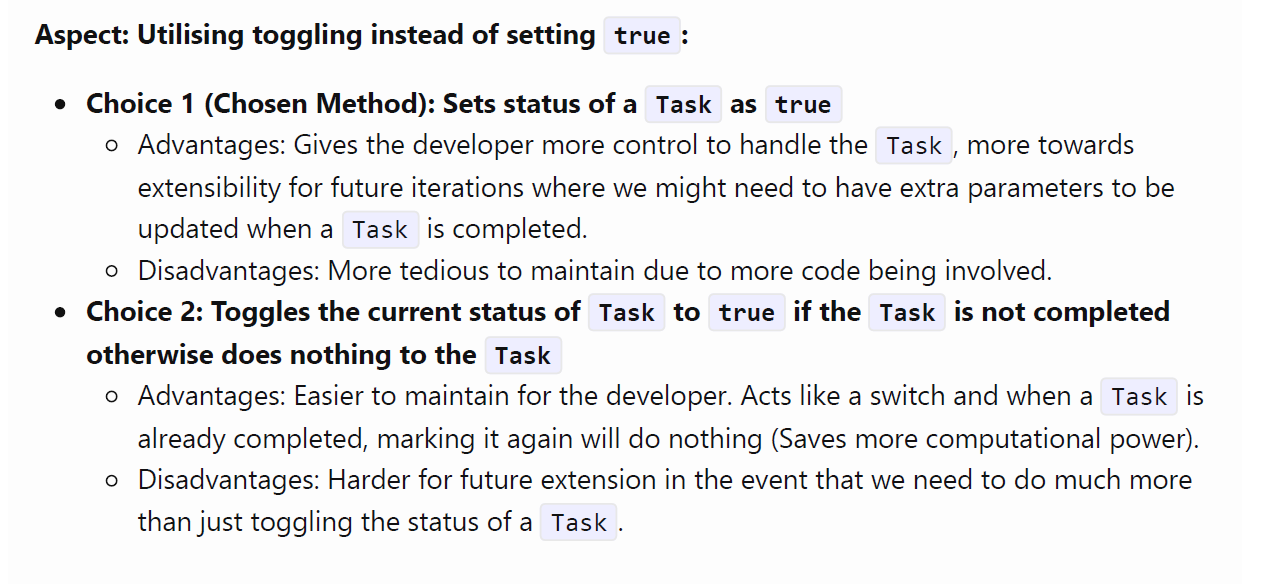 Aspect: Utilising toggling instead of setting true:
Choice 1 (Chosen Method): Sets status of a Task as true
Advantages: Gives the developer more control to handle the Task, more towards
extensibility for future iterations where we might need to have extra parameters to be
updated when a Task is completed.
Disadvantages: More tedious to maintain due to more code being involved.
Choice 2: Toggles the current status of Task to true if the Task is not completed
otherwise does nothing to the Task
Advantages: Easier to maintain for the developer. Acts like a switch and when a Task is
already completed, marking it again will do nothing (Saves more computational power).
Disadvantages: Harder for future extension in the event that we need to do much more
than just toggling the status of a Task.